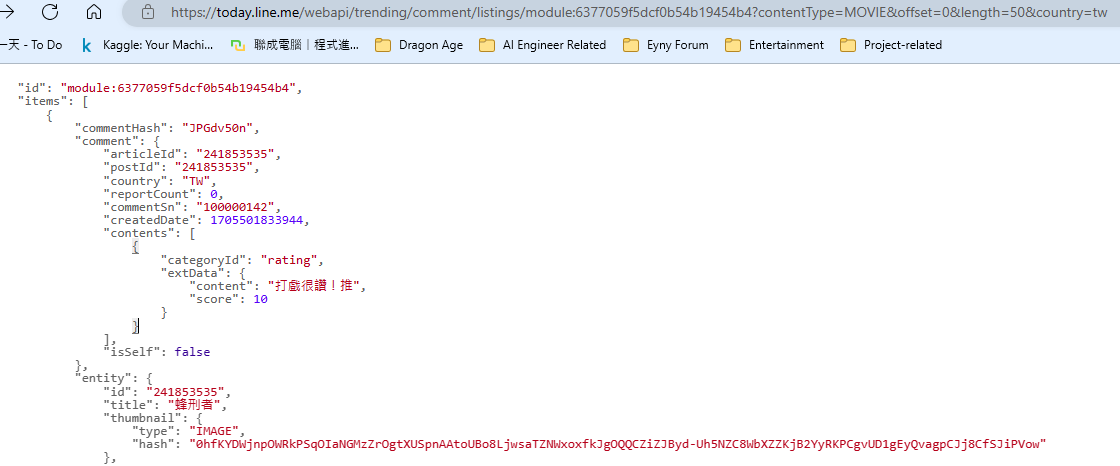 https://today.line.me/webapi/trending/comment/listings/module:6377059f5dcf0b54b19454b4?contentType=MOVIE&offset=0&length=50&country=tw
一天 - To Do Kaggle: Your Machi... 聯成電腦｜程式進... Dragon Age AI Engineer Related Eyny Forum Entertainment Project-related
"id": "module:6377059f5dcf0b54b19454b4",
"items": [
{
"commentHash": "JPGdv50n",
"comment": {
"articleId": "241853535",
"postId": "241853535",
"country": "TW",
"reportCount": 0,
"commentSn": "100000142",
"createdDate": 1705501833944,
"contents": [
{
"categoryId": "rating",
"extData": {
"content": "打戲很讚！推",
"score": 10
}
}
],
"isSelf": false
},
"entity": {
"id": "241853535",
"title": "蜂刑者",
"thumbnail": {
"type": "IMAGE",
"hash": "0hfKYDWjnpOWRkPSqOIaNGMzZrOgtXUSpnAAtoUBo8LjwsaTZNWxoxfkJgOQQCZiZJByd-Uh5NZC8WbXZZKjB2YyRKPCgvUD1gEyQvagpCJj8CfSJiPVow"
},